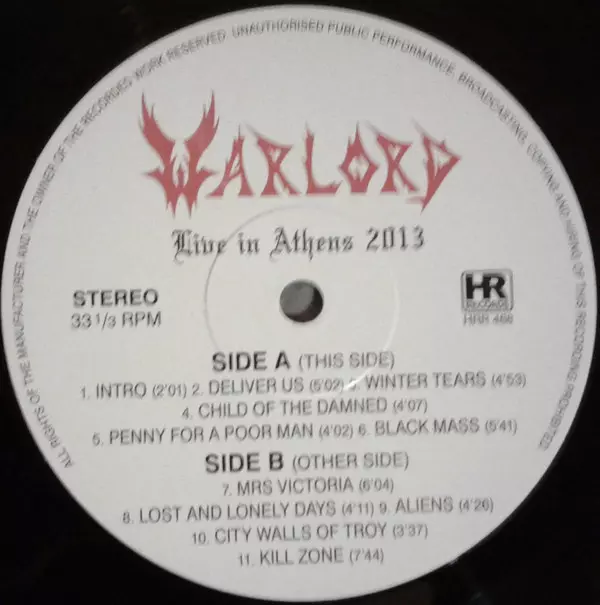 ALL RIGHTS OF THE MANUFACTURER AND THE OWNER OF THE RECORDED WORK RESERVED. UNAUTHORISED PUBLIC PERFORMANCE, BROADCASTING, COPYING AND HIRING OF THIS RECORDING PROHIBITED.
WARLORD
Live in Athens 2013
STEREO
33 1/3 RPM
HR
RECORDS
HRR 468
SIDE A (THIS SIDE)
1. INTRO (2'01) 2. DELIVER US (5'02) 3. WINTER TEARS (4'53)
4. CHILD OF THE DAMNED (4'07)
5. PENNY FOR A POOR MAN (4'02) 6. BLACK MASS (5'41)
SIDE B (OTHER SIDE)
7. MRS VICTORIA (6'04)
8. LOST AND LONELY DAYS (4'11) 9. ALIENS (4'26)
10. CITY WALLS OF TROY (3'37)
11. KILL ZONE (7'44)